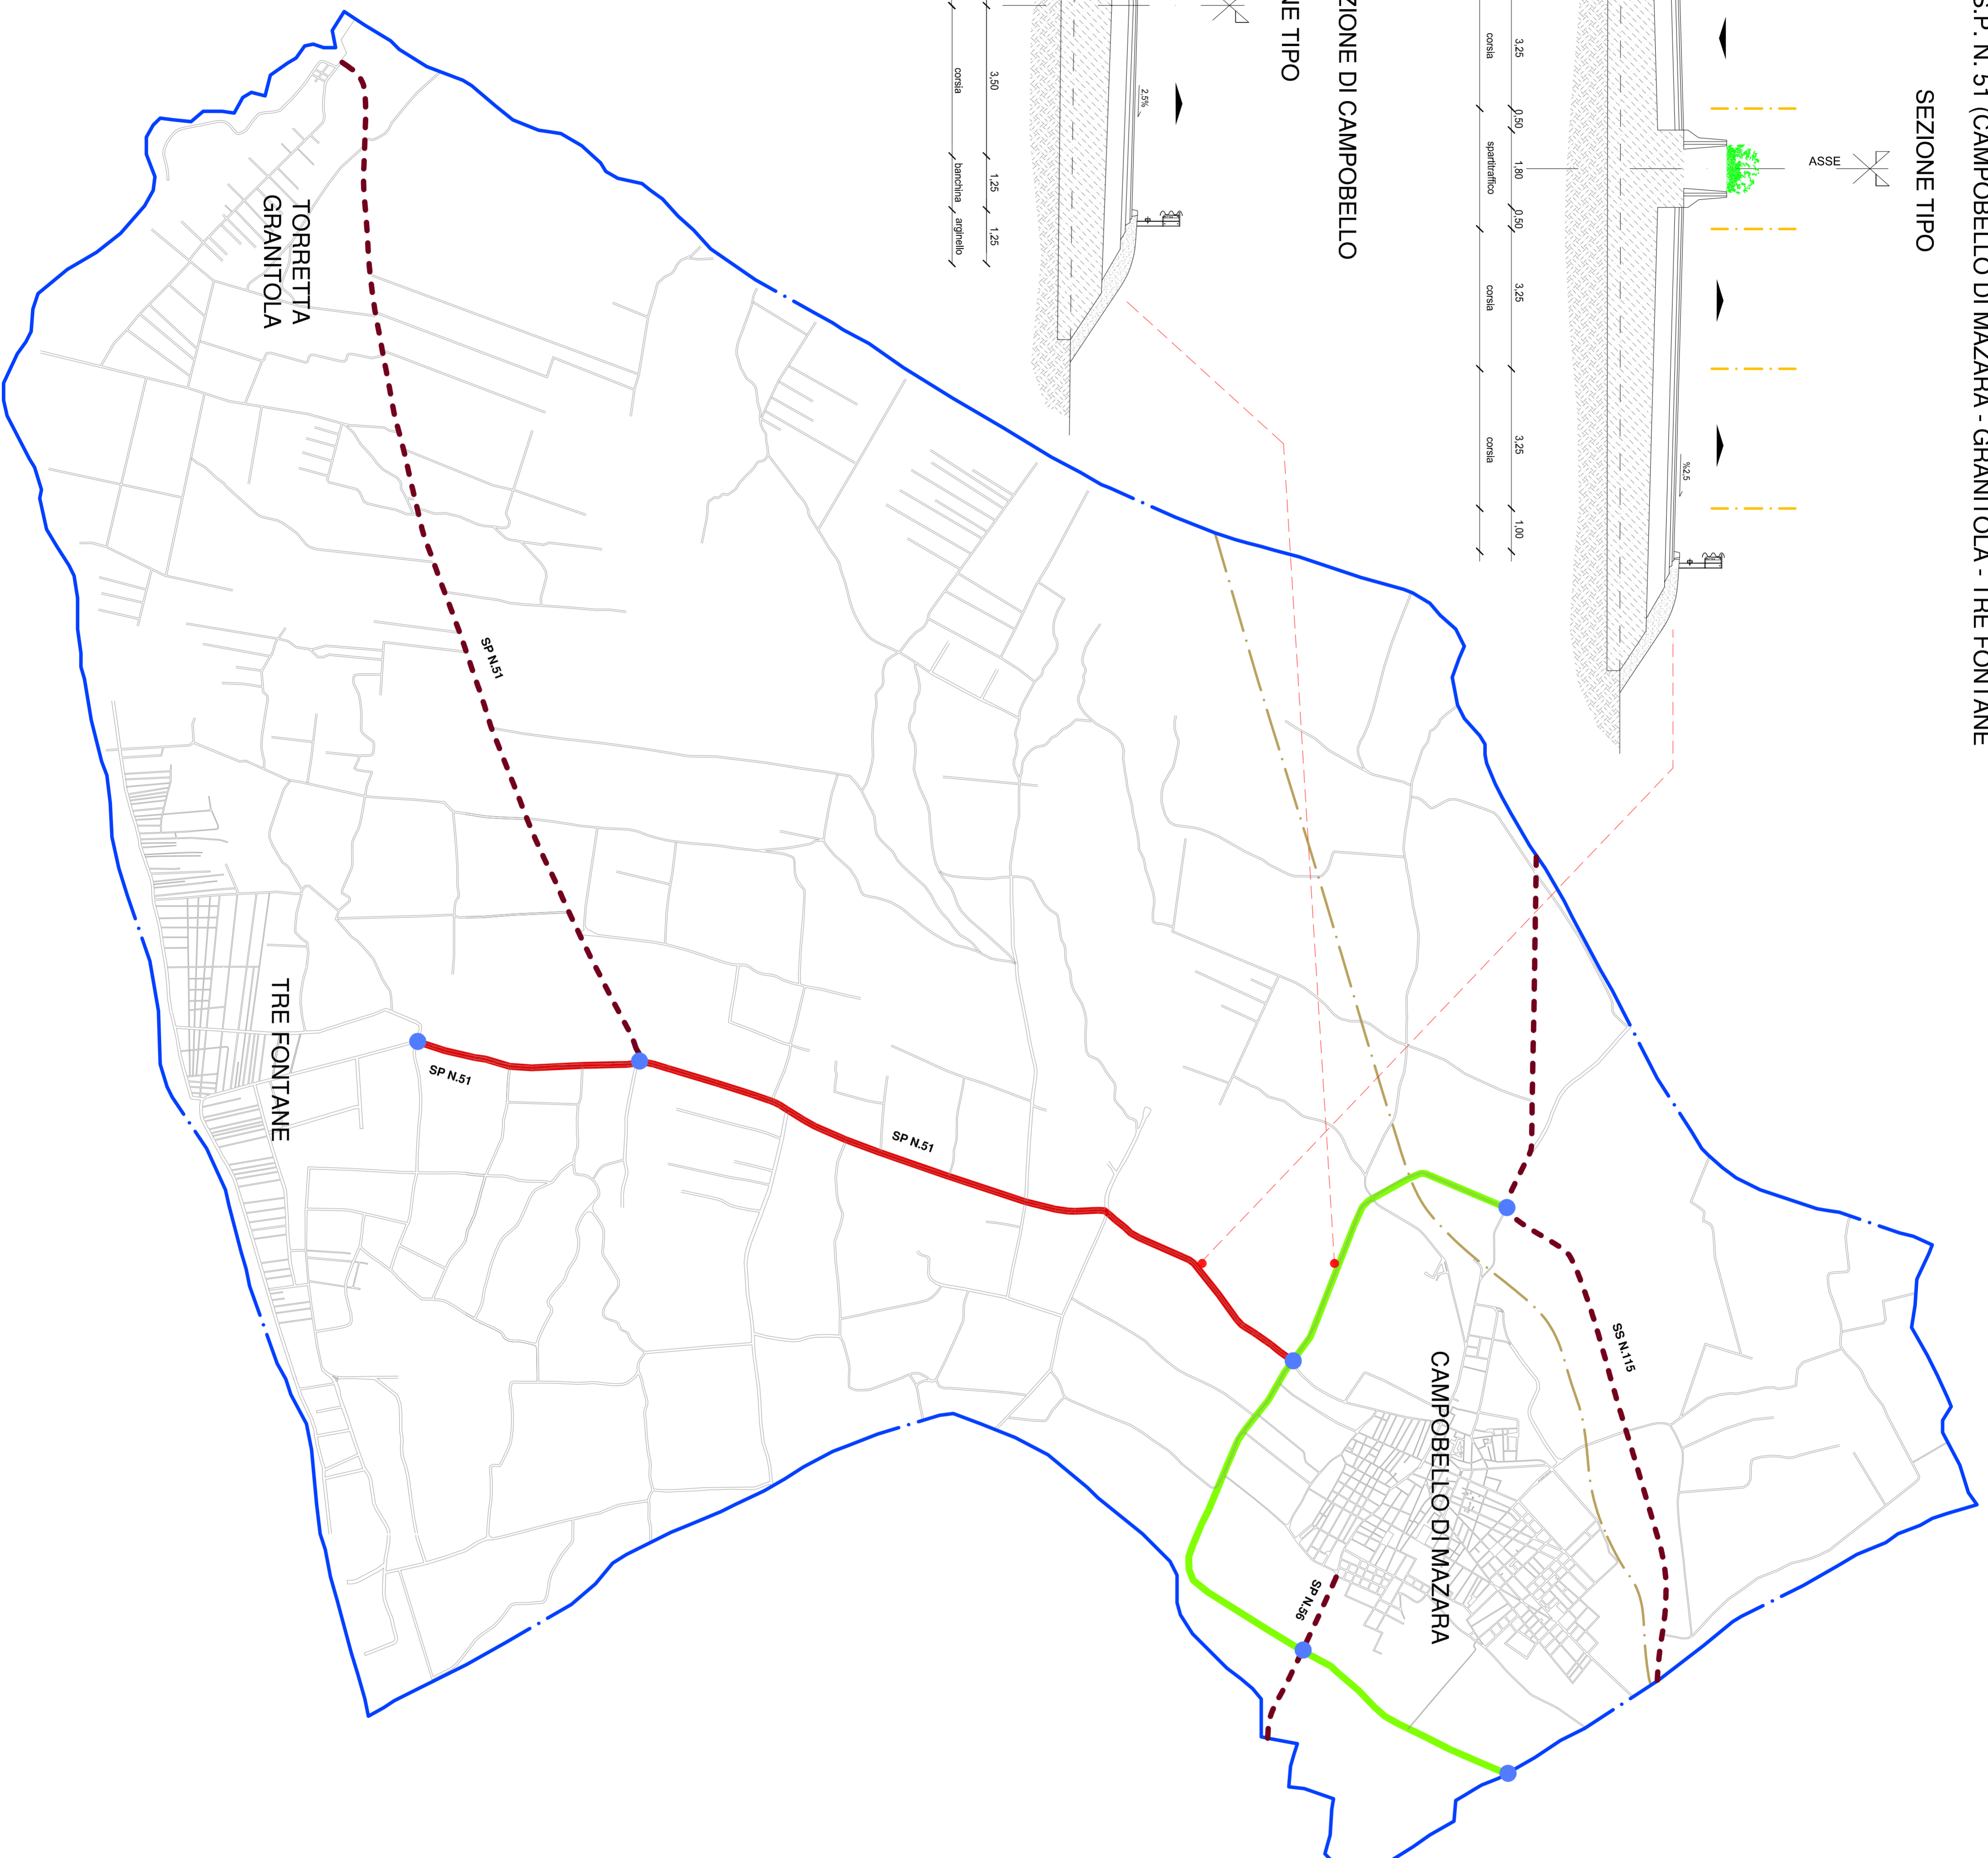 S.P. N. 51 (CAMPOBELLO DI MAZARA - GRANITOLA - TRE FONTANE
SEZIONE TIPO
ASSE
%2,5
3,25
0,50
1,80
0,50
3,25
3,25
1,00
corsia
spartitraffico
corsia
corsia
ZIONE DI CAMPOBELLO
NE TIPO
2,5%
3,50
1,25
1,25
corsia
banchina
arginello
TORRETTA
GRANITOLA
SP N.51
TRE FONTANE
SP N.51
SP N.51
SS N.115
CAMPOBELLO DI MAZARA
SP N.56